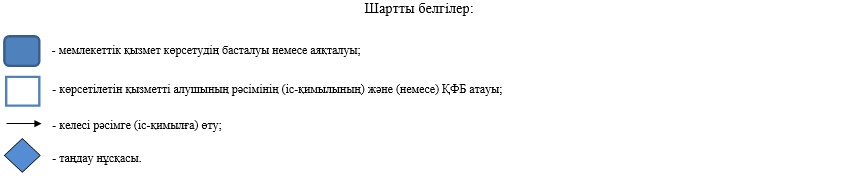 Шартты белгілер:
- мемлекеттік қызмет көрсетудің басталуы немесе аяқталуы;
- көрсетілетін қызметті алушының рәсімінің (іс-қимылының) және (немесе) ҚФБ атауы;
- келесі рәсімге (іс-қимылға) өту;
- таңдау нұсқасы.